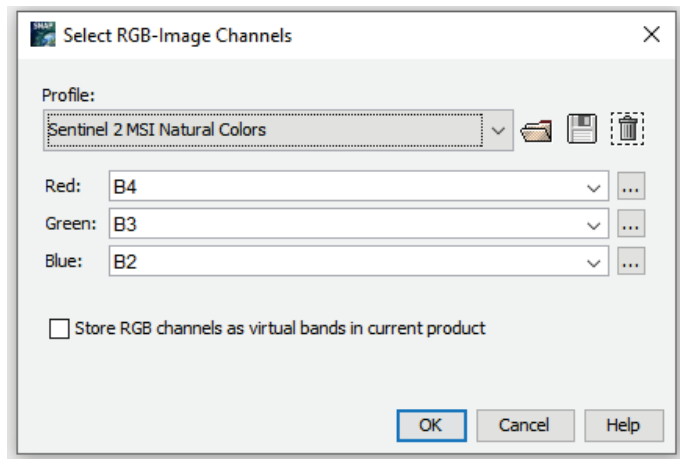 SNAP
Select RGB-Image Channels
Profile:
Sentinel 2 MSI Natural Colors
Red: B4 ...
Green: B3 ...
Blue: B2 ...
Store RGB channels as virtual bands in current product
OK Cancel Help